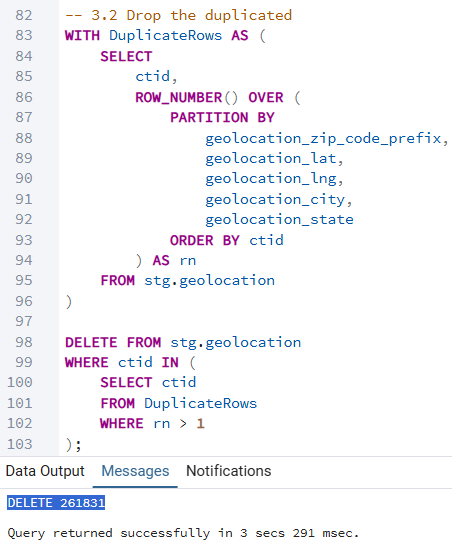 82 -- 3.2 Drop the duplicated
83 WITH DuplicateRows AS (
84     SELECT
85         ctid,
86         ROW_NUMBER() OVER (
87             PARTITION BY
88                 geolocation_zip_code_prefix,
89                 geolocation_lat,
90                 geolocation_lng,
91                 geolocation_city,
92                 geolocation_state
93             ORDER BY ctid
94         ) AS rn
95     FROM stg.geolocation
96 )
97
98 DELETE FROM stg.geolocation
99 WHERE ctid IN (
100     SELECT ctid
101     FROM DuplicateRows
102     WHERE rn > 1
103 );
Data Output Messages Notifications
DELETE 261831
Query returned successfully in 3 secs 291 msec.